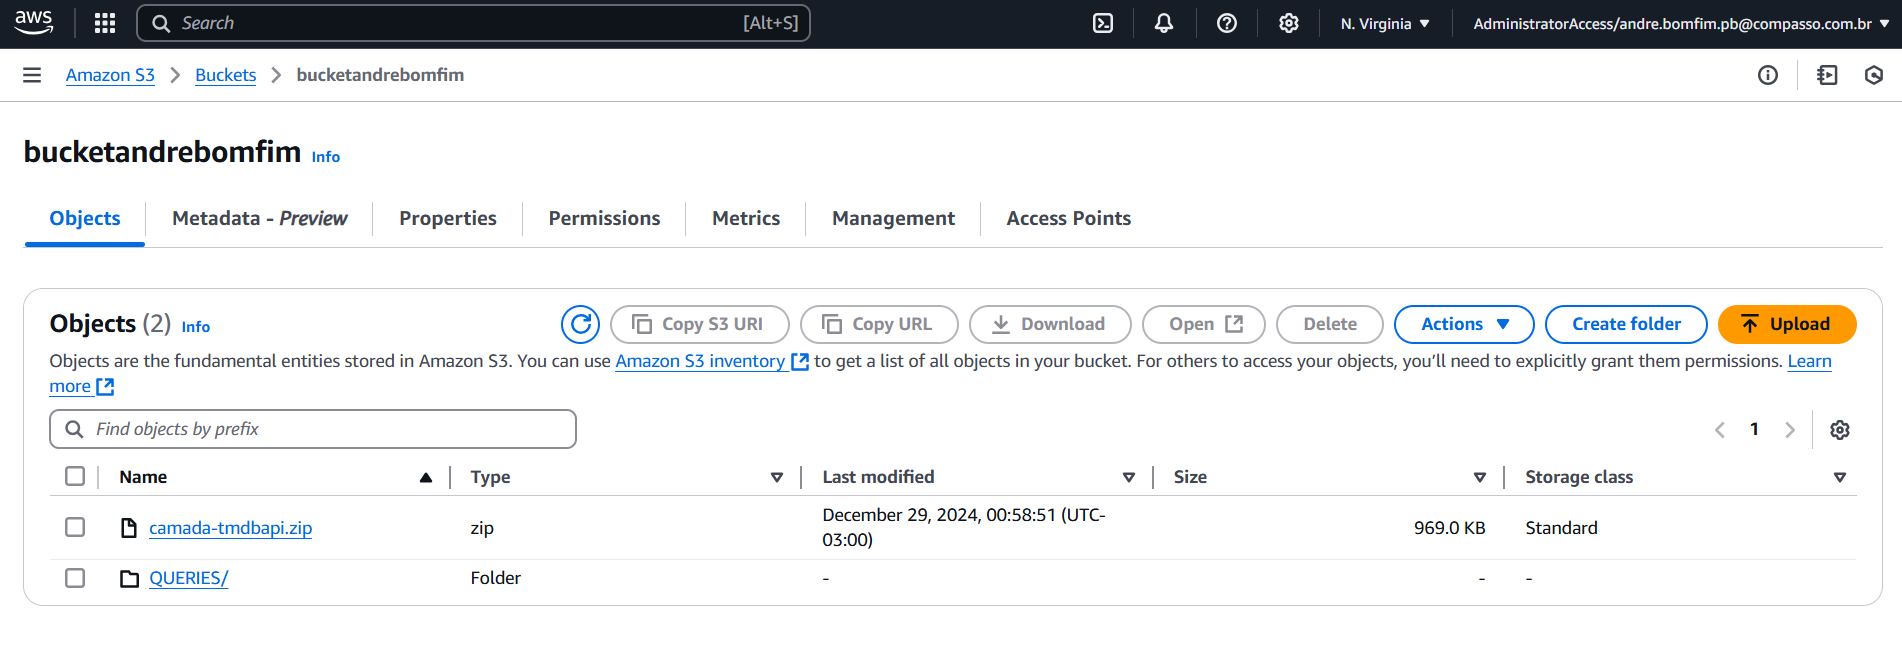 aws
Search
[Alt+S]
N. Virginia
AdministratorAccess/andre.bomfim.pb@compasso.com.br
Amazon S3
Buckets
bucketandrebomfim
bucketandrebomfim Info
Objects
Metadata - Preview
Properties
Permissions
Metrics
Management
Access Points
Objects (2) Info
Copy S3 URI
Copy URL
Download
Open
Delete
Actions
Create folder
Upload
Objects are the fundamental entities stored in Amazon S3. You can use Amazon S3 inventory to get a list of all objects in your bucket. For others to access your objects, you’ll need to explicitly grant them permissions. Learn
more
Find objects by prefix
1
Name
Type
Last modified
Size
Storage class
camada-tmdbapi.zip
zip
December 29, 2024, 00:58:51 (UTC-
03:00)
969.0 KB
Standard
QUERIES/
Folder
-
-
-